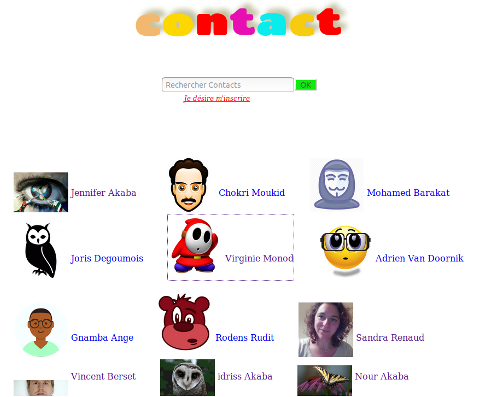 contact
Rechercher Contacts OK
Je désire m'inscrire
Jennifer Akaba Chokri Moukid Mohamed Barakat
Joris Degoumois Virginie Monod Adrien Van Doornik
Gnamba Ange Rodens Rudit Sandra Renaud
Vincent Berset idriss Akaba Nour Akaba